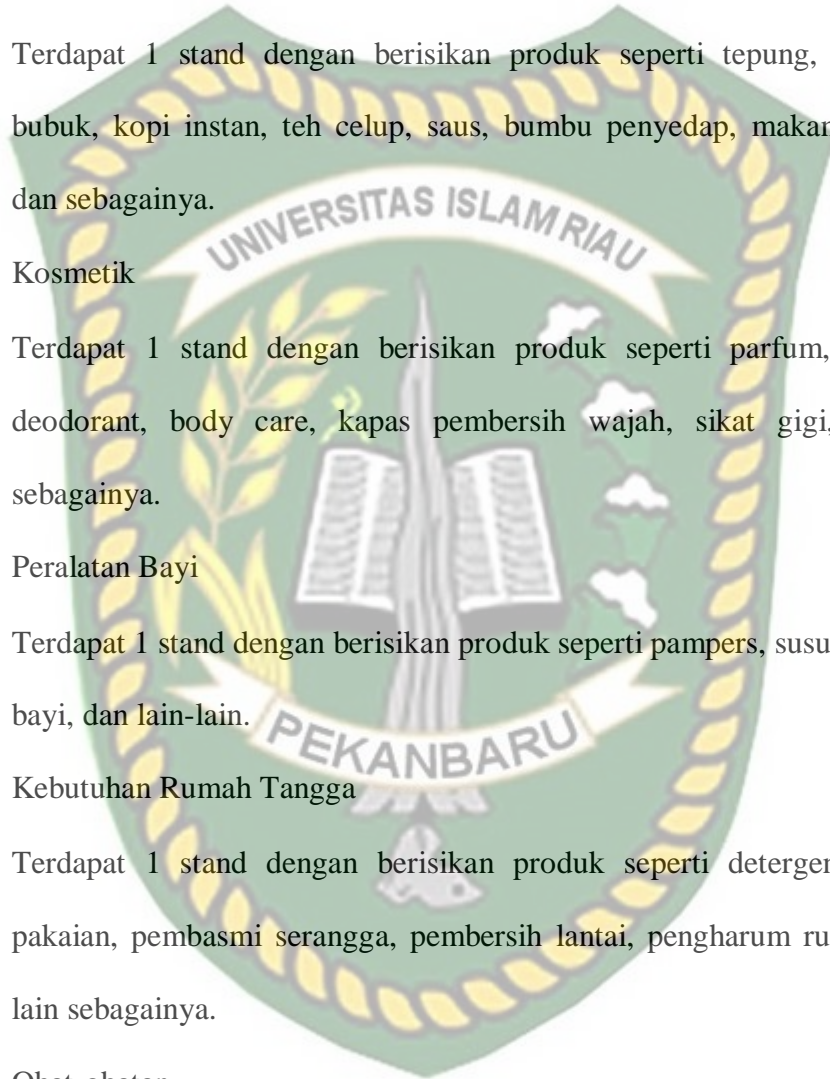 Terdapat 1 stand dengan berisikan produk seperti tepung,
bubuk, kopi instan, teh celup, saus, bumbu penyedap,
dan sebagainya.
UNIVERSITAS ISLAM RIAU
Kosmetik
Terdapat 1 stand dengan berisikan produk seperti parfum,
deodorant, body care, kapas pembersih wajah, sikat gigi,
sebagainya.
Peralatan Bayi
Terdapat 1 stand dengan berisikan produk seperti pampers, susu
bayi, dan lain-lain.
PEKANBARU
Kebutuhan Rumah Tangga
Terdapat 1 stand dengan berisikan produk seperti
pakaian, pembasmi serangga, pembersih lantai, pengharum
lain sebagainya.